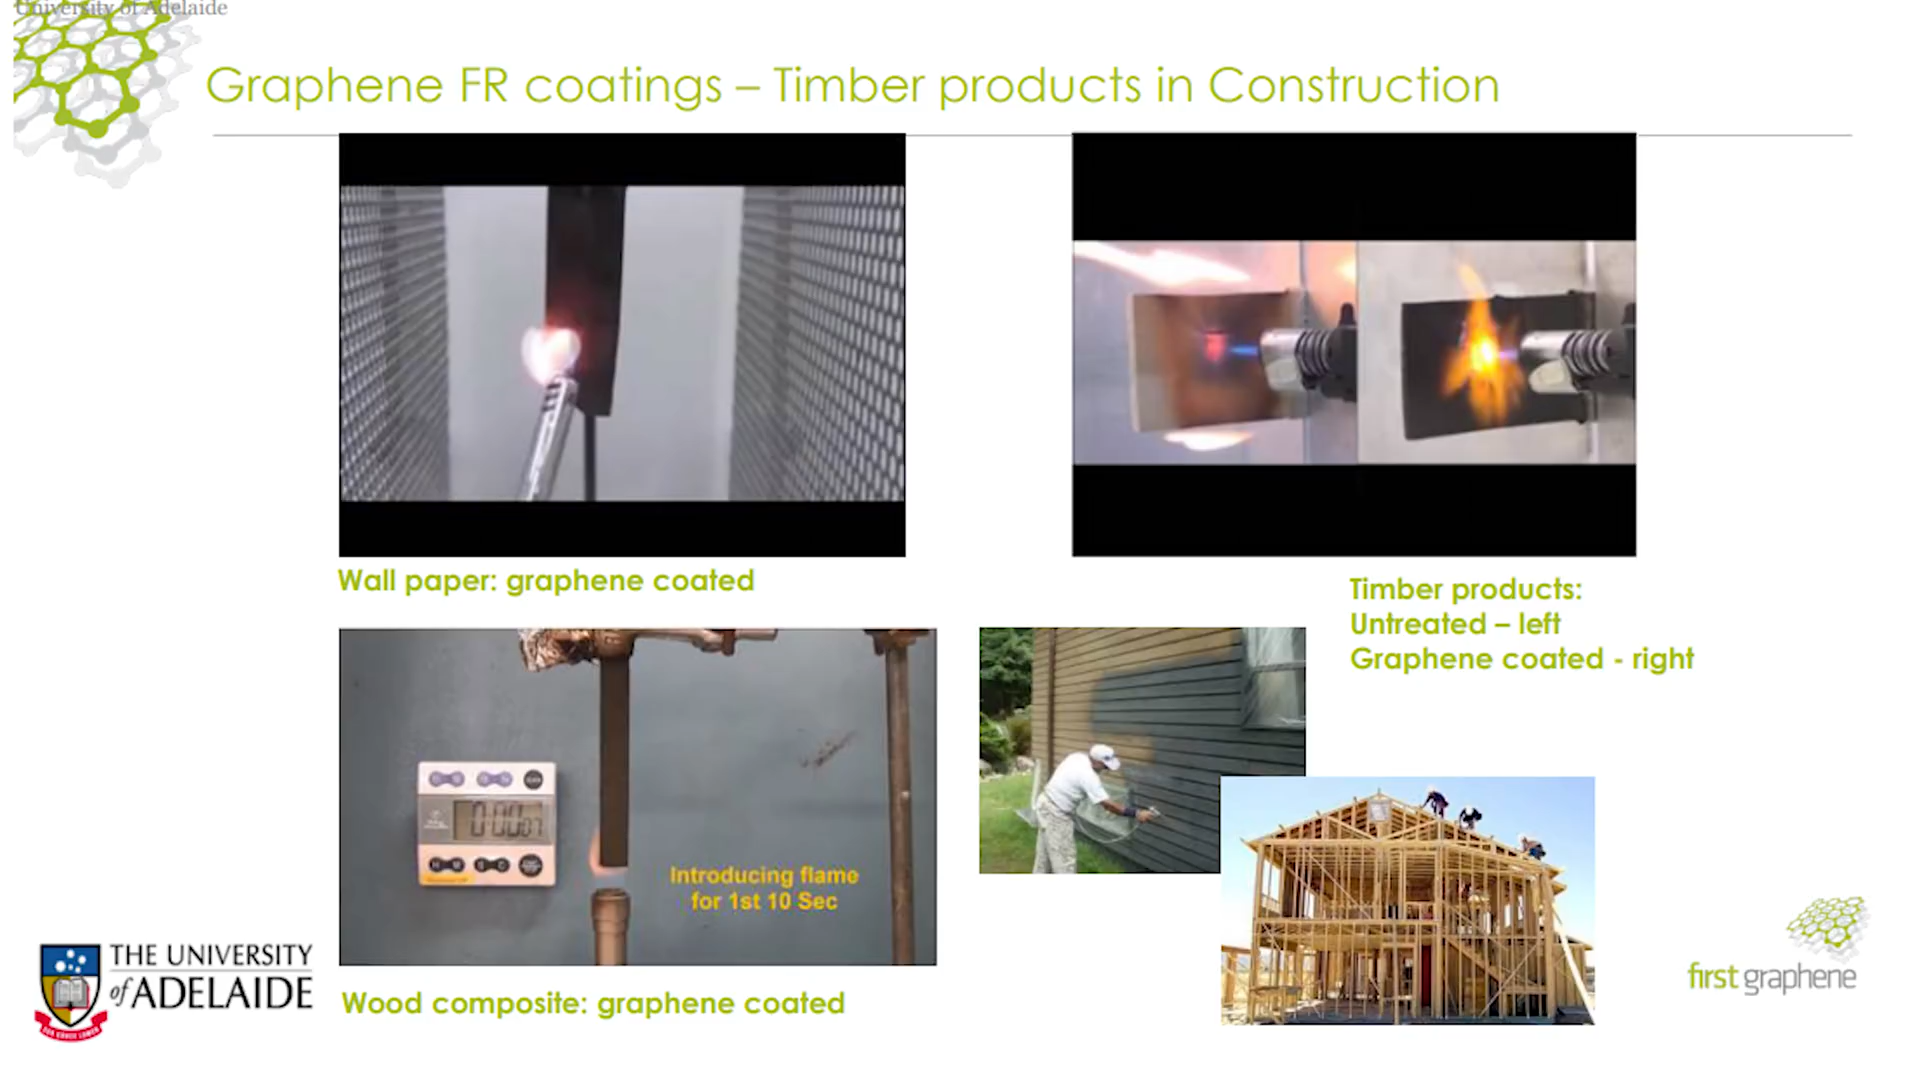 University of Adelaide
Graphene FR coatings – Timber products in Construction
Wall paper: graphene coated
Timber products:
Untreated – left
Graphene coated - right
Introducing flame
for 1st 10 Sec
Wood composite: graphene coated
THE UNIVERSITY
of ADELAIDE
first graphene